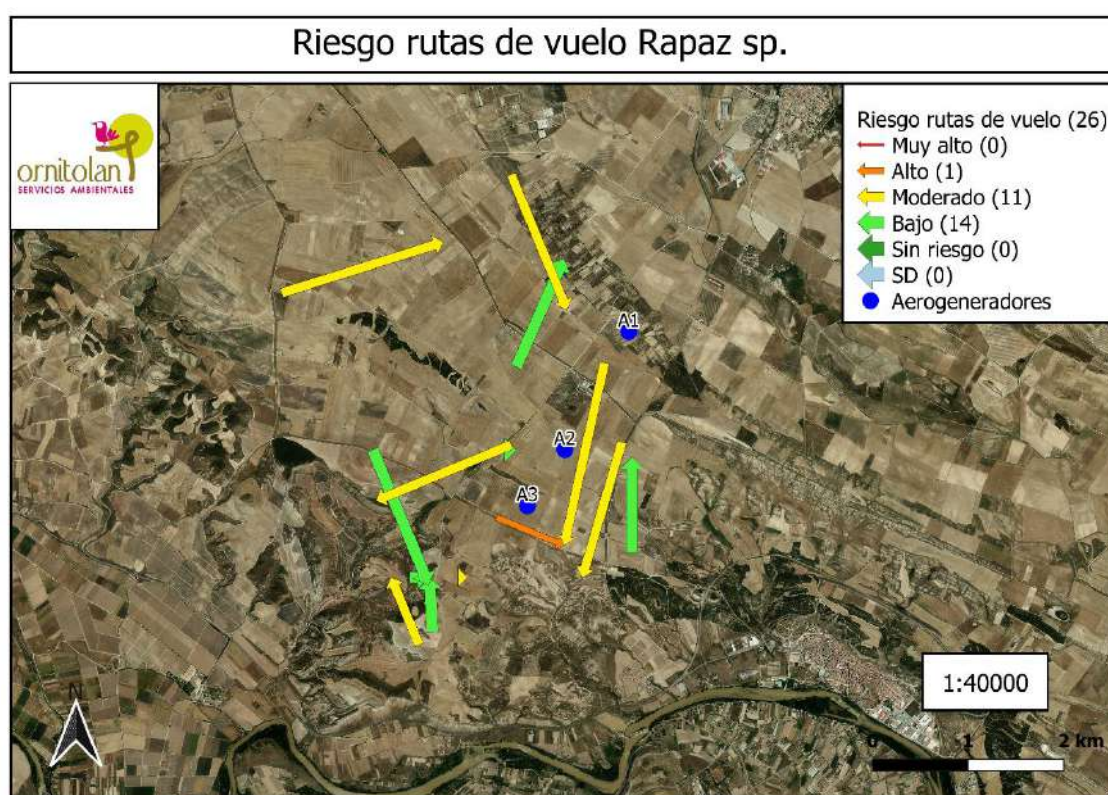 Riesgo rutas de vuelo Rapaz sp.
ornitolan
SERVICIOS AMBIENTALES
Riesgo rutas de vuelo (26)
Muy alto (0)
Alto (1)
Moderado (11)
Bajo (14)
Sin riesgo (0)
SD (0)
Aerogeneradores
A1
A2
A3
1:40000
N
0 1 2 km